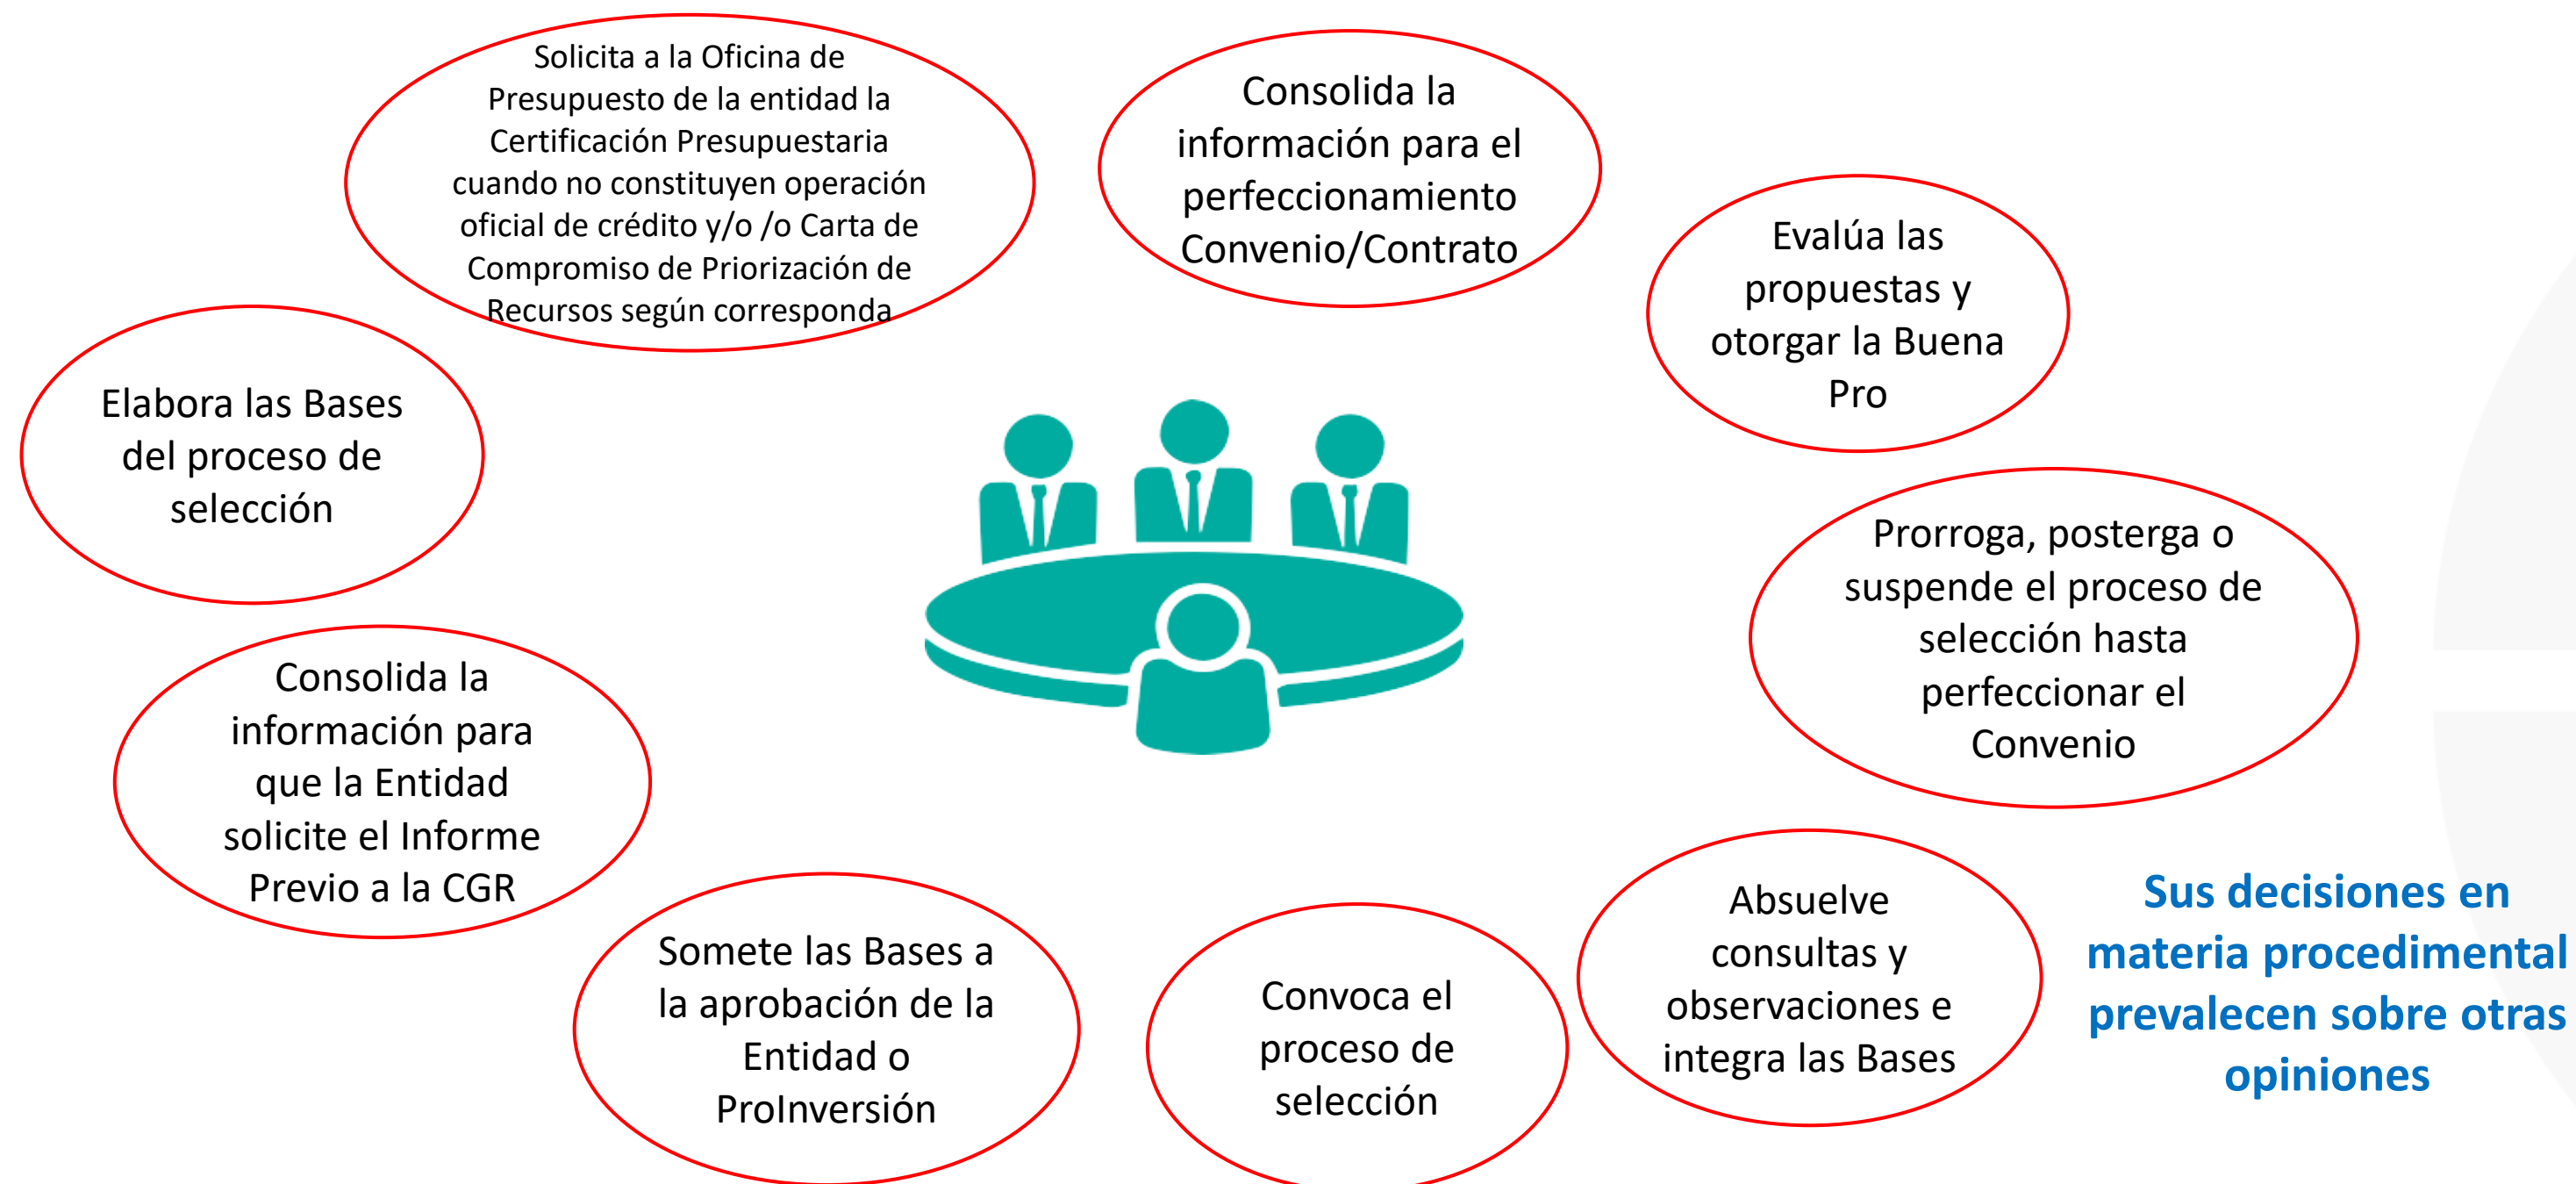 Solicita a la Oficina de
Presupuesto de la entidad la
Certificación Presupuestaria
cuando no constituyen operación
oficial de crédito y/o /o Carta de
Compromiso de Priorización de
Recursos según corresponda
Consolida la
información para el
perfeccionamiento
Convenio/Contrato
Evalúa las
propuestas y
otorgar la Buena
Pro
Elabora las Bases
del proceso de
selección
Prorroga, posterga o
suspende el proceso de
selección hasta
perfeccionar el
Convenio
Consolida la
información para
que la Entidad
solicite el Informe
Previo a la CGR
Somete las Bases a
la aprobación de la
Entidad o
ProInversión
Convoca el
proceso de
selección
Absuelve
consultas y
observaciones e
integra las Bases
Sus decisiones en
materia procedimental
prevalecen sobre otras
opiniones